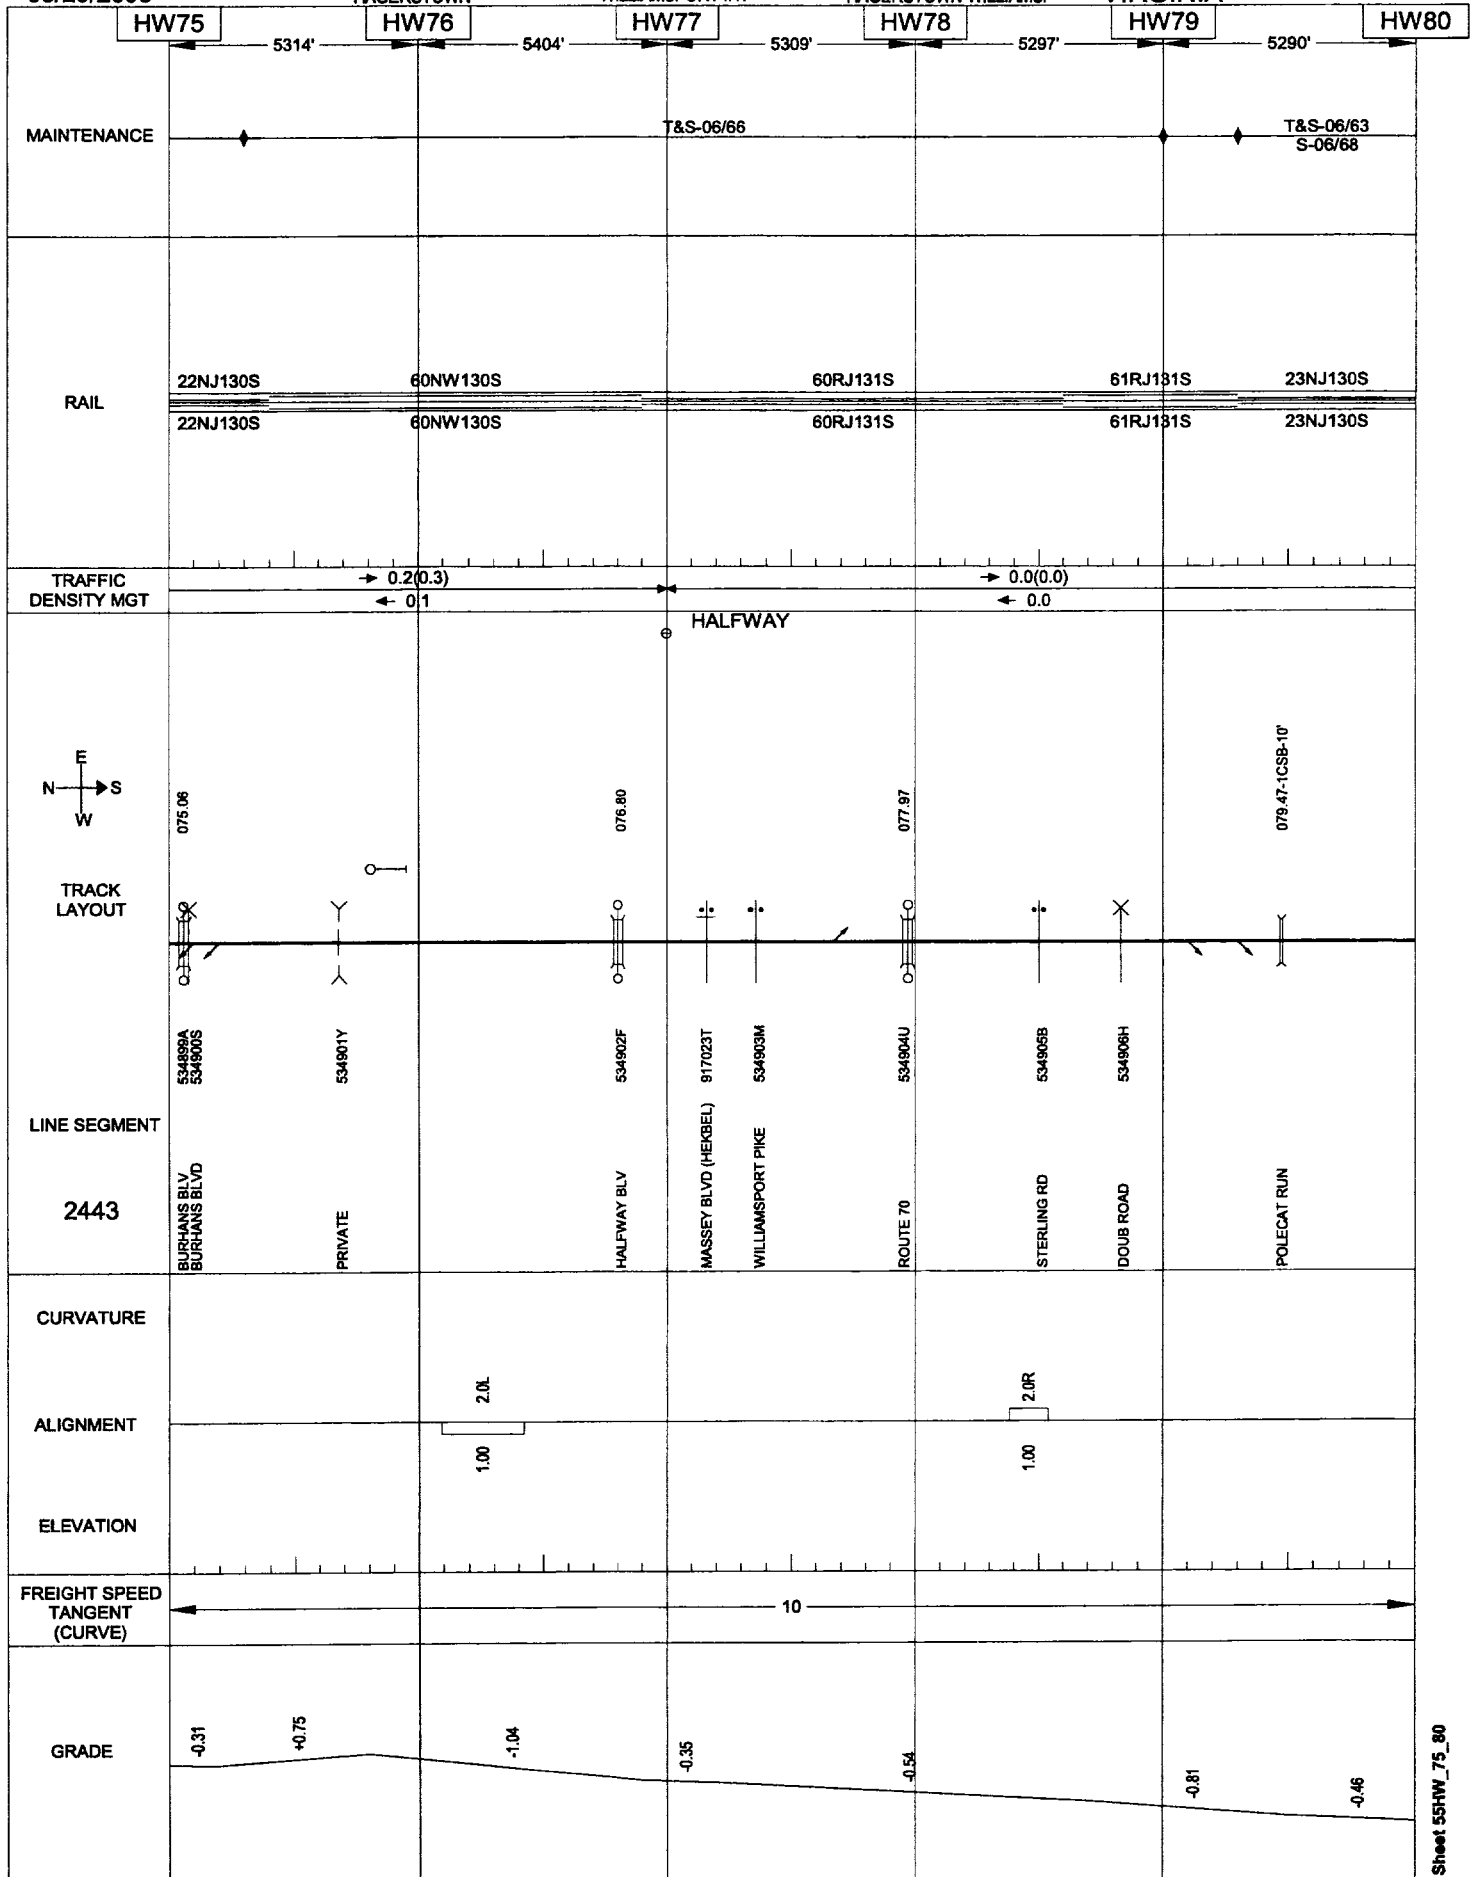 HW75 HW76 HW77 HW78 HW79 HW80
5314' 5404' 5309' 5297' 5290'
MAINTENANCE
T&S-06/66
T&S-06/63
S-06/68
RAIL
22NJ130S 60NW130S 60RJ131S 61RJ131S 23NJ130S
22NJ130S 60NW130S 60RJ131S 61RJ131S 23NJ130S
TRAFFIC
DENSITY MGT
0.2(0.3) 0.0(0.0)
0.1 0.0
HALFWAY
E
N S
W
075.06
076.80
077.97
079.47-1CSB-10'
TRACK
LAYOUT
534899A
534900S
534901Y
534902F
917023T
534903M
534904U
534905B
534906H
LINE SEGMENT
2443
BURHANS BLV
BURHANS BLVD
PRIVATE
HALFWAY BLV
MASSEY BLVD (HEKBEL)
WILLIAMSPORT PIKE
ROUTE 70
STERLING RD
DOUB ROAD
POLECAT RUN
CURVATURE
2.0L 2.0R
ALIGNMENT
1.00 1.00
ELEVATION
FREIGHT SPEED
TANGENT
(CURVE)
10
GRADE
-0.31 +0.75 -1.04 -0.35 -0.54 -0.81 -0.46
Sheet 55HW_75_80